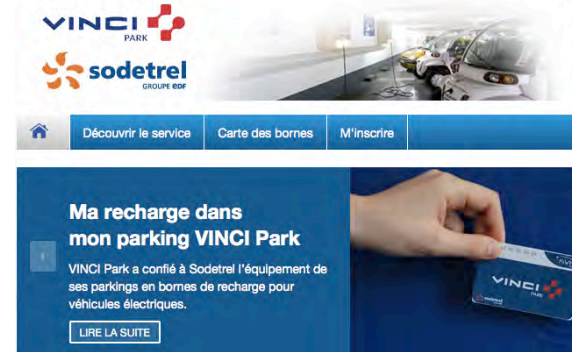 VINCI
PARK
sodetrel
GROUPE EDF
Découvrir le service
Carte des bornes
M'inscrire
Ma recharge dans
mon parking VINCI Park
VINCI Park a confié à Sodetrel l'équipement de
ses parkings en bornes de recharge pour
véhicules électriques.
LIRE LA SUITE
VINCI
PARK